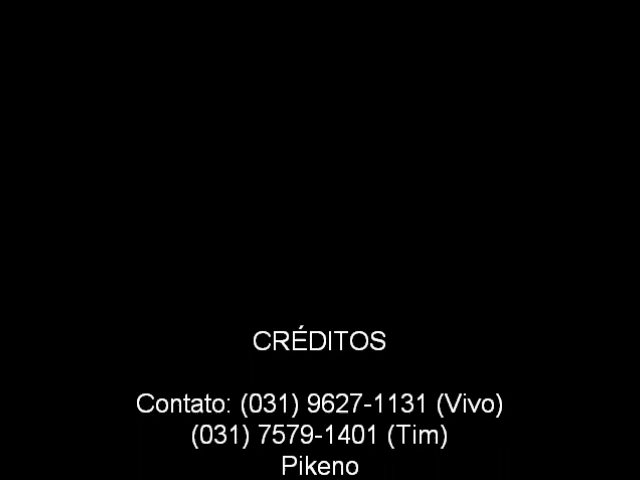 CRÉDITOS
Contato: (031) 9627-1131 (Vivo)
(031) 7579-1401 (Tim)
Pikeno